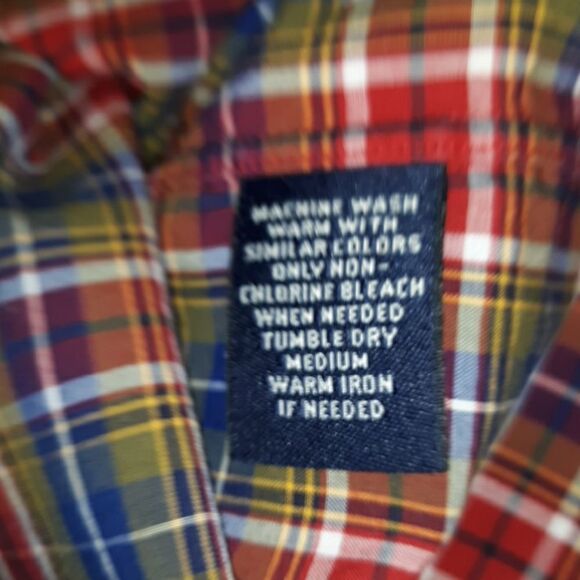 MACHINE WASH
WARM WITH
SIMILAR COLORS
ONLY NON-
CHLORINE BLEACH
WHEN NEEDED
TUMBLE DRY
MEDIUM
WARM IRON
IF NEEDED